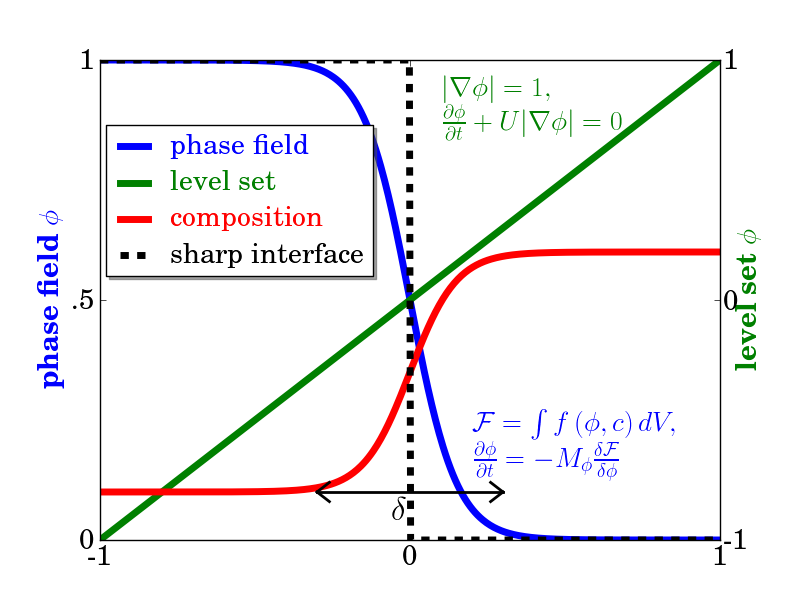 1
1
|∇ϕ| = 1,
∂ϕ/∂t + U|∇ϕ| = 0
phase field
level set
composition
sharp interface
phase field ϕ
.5
0
level set ϕ
ℱ = ∫ f (ϕ, c) dV,
∂ϕ/∂t = −M_ϕ δℱ/δϕ
δ
0
-1
-1
0
1